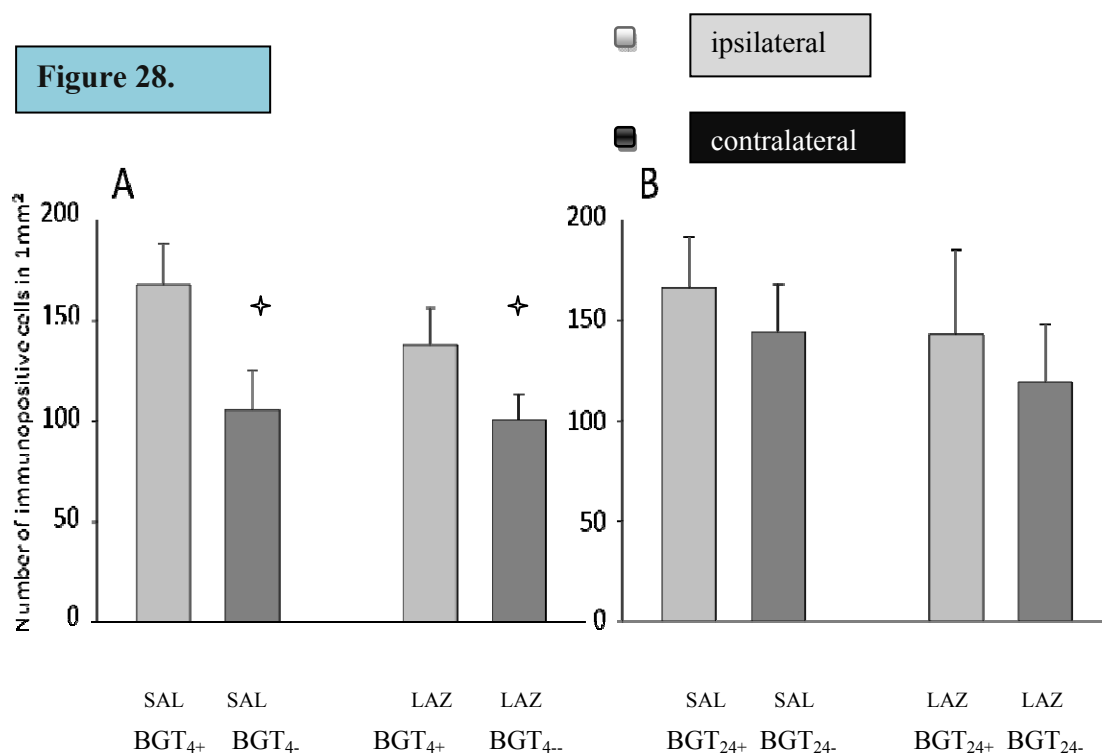 Figure 28.
ipsilateral
contralateral
A
B
Number of immunopositive cells in 1mm²
200
150
100
50
0
200
150
100
50
0
SAL SAL LAZ LAZ SAL SAL LAZ LAZ
BGT4+ BGT4- BGT4+ BGT4-- BGT24+ BGT24- BGT24+ BGT24-